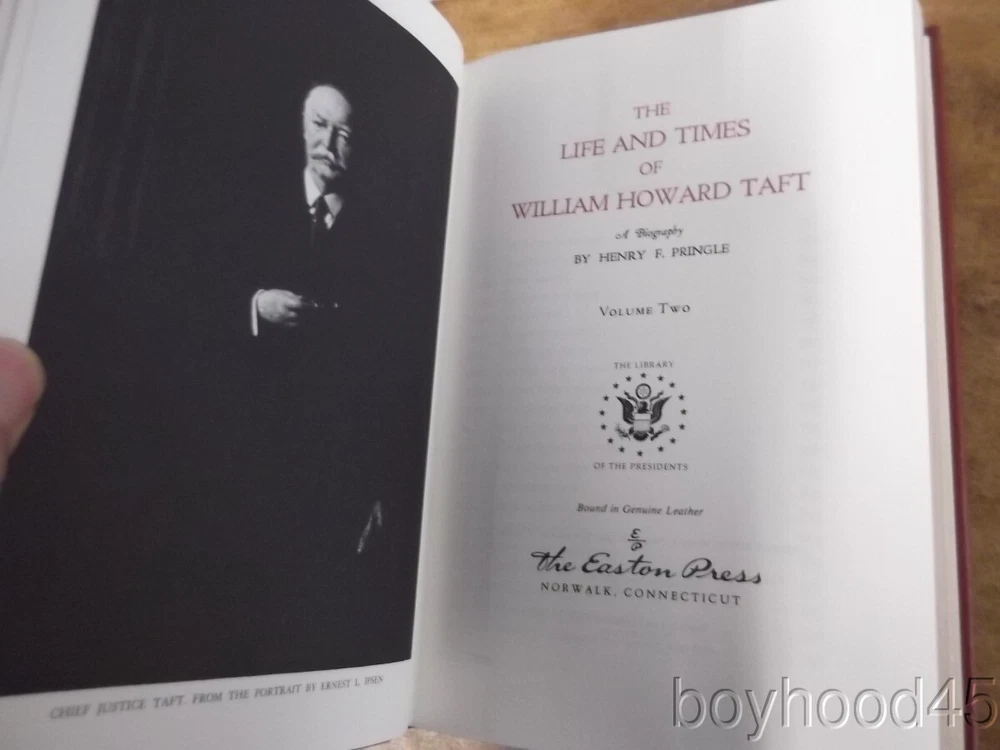 CHIEF JUSTICE TAFT. FROM THE PORTRAIT BY ERNEST L. IPSEN
THE
LIFE AND TIMES
OF
WILLIAM HOWARD TAFT
A Biography
BY HENRY F. PRINGLE
VOLUME TWO
THE LIBRARY
OF THE PRESIDENTS
Bound in Genuine Leather
E
P
The Easton Press
NORWALK, CONNECTICUT
boyhood45